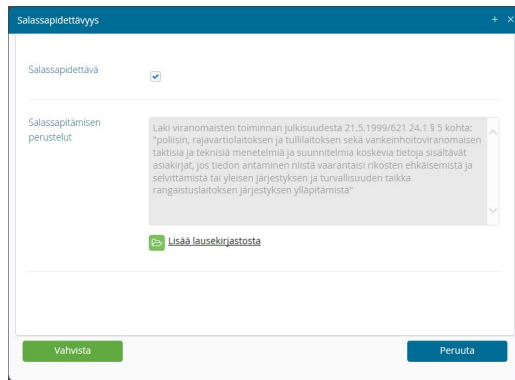 Salassapidettävyys
Salassapidettävä
Salassapitämisen
perustelut
Laki viranomaisten toiminnan julkisuudesta 21.5.1999/621 24.1 § 5 kohta:
"poliisin, rajavartiolaitoksen ja tullilaitoksen sekä vankeinhoitoviranomaisen
taktisia ja teknisiä menetelmiä ja suunnitelmia koskevia tietoja sisältävät
asiakirjat, jos tiedon antaminen niistä vaarantaisi rikosten ehkäisemistä ja
selvittämistä tai yleisen järjestyksen ja turvallisuuden taikka
rangaistuslaitoksen järjestyksen ylläpitämistä"
Lisää lausekirjastosta
Vahvista
Peruuta